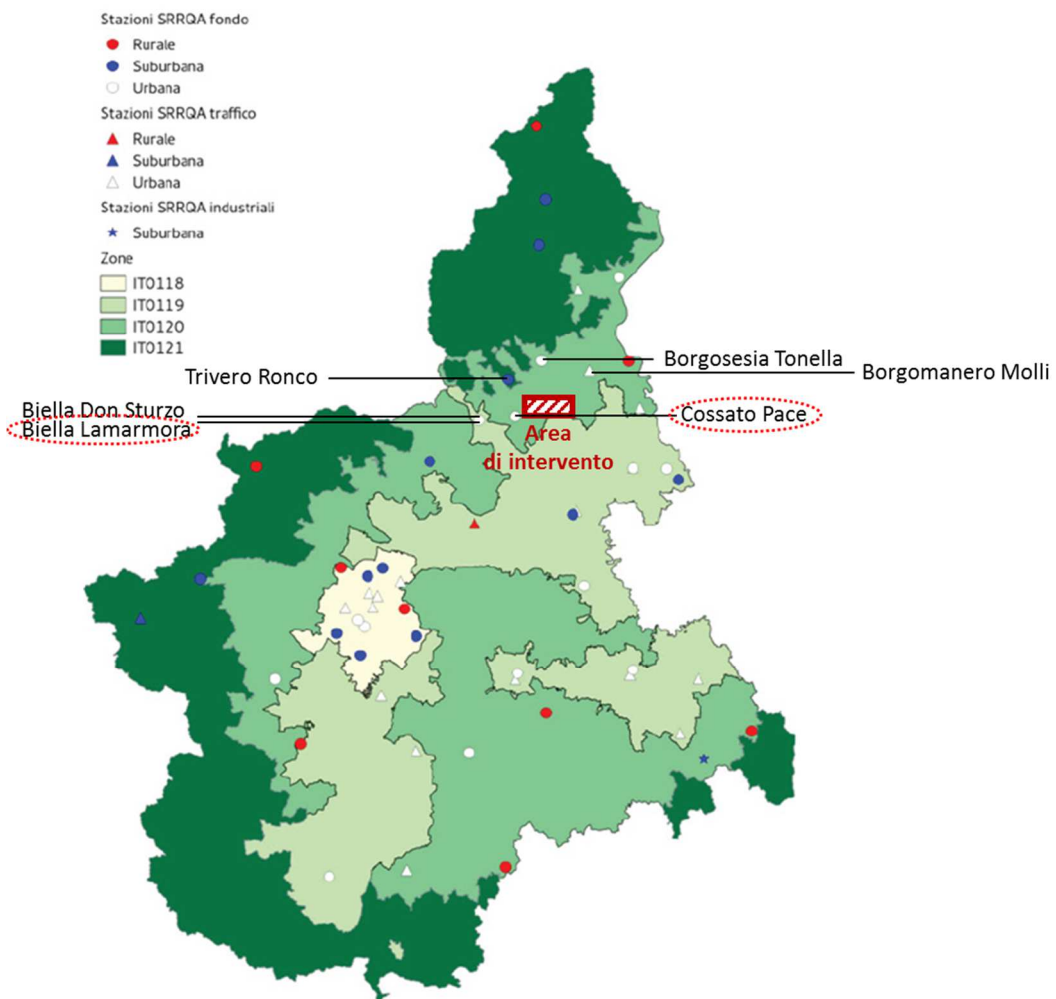 Stazioni SRRQA fondo
Rurale
Suburbana
Urbana
Stazioni SRRQA traffico
Rurale
Suburbana
Urbana
Stazioni SRRQA industriali
Suburbana
Zone
IT0118
IT0119
IT0120
IT0121
Trivero Ronco
Borgosesia Tonella
Borgomanero Molli
Biella Don Sturzo
Biella Lamarmora
Cossato Pace
Area
di intervento